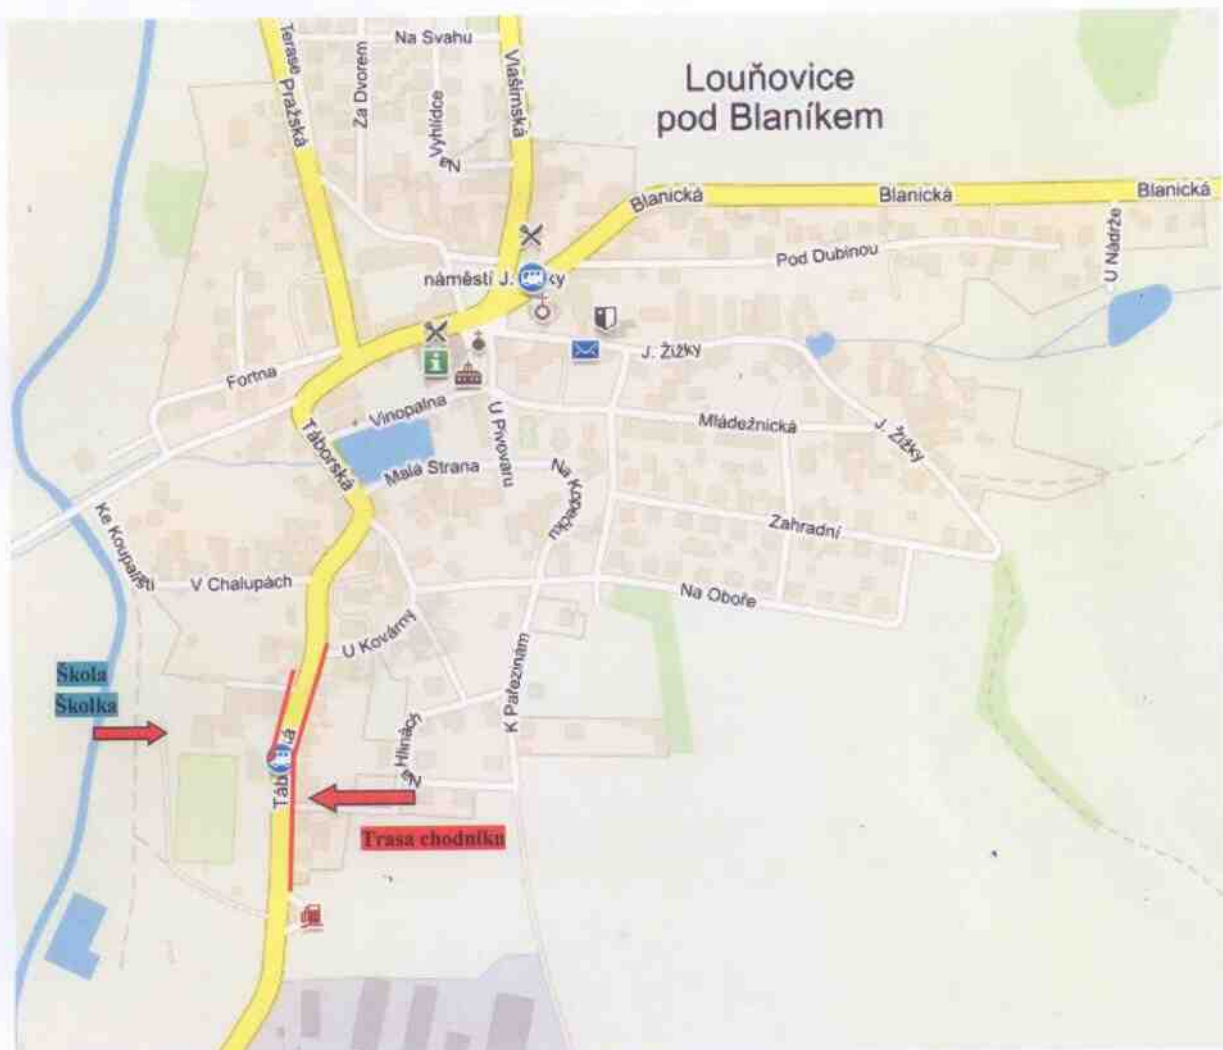 Louňovice
pod Blaníkem
Na Svahu
Terase
Pražská
Za Dvorem
Vyhlídce
Na
Vlašimská
Blanická
Blanická
Blanická
Pod Dubinou
U Nádrže
náměstí J.
ky
J. Žižky
Fortna
Vinopalna
U Pivovaru
Mládežnická
J. Žižky
Táborská
Malá Strana
Na Kopečku
Zahradní
Ke Koupališti
V Chalupách
Na Oboře
U Kovárny
K Pařezinám
Škola
Školka
Hlinách
Na
Táb
á
Trasa chodníku